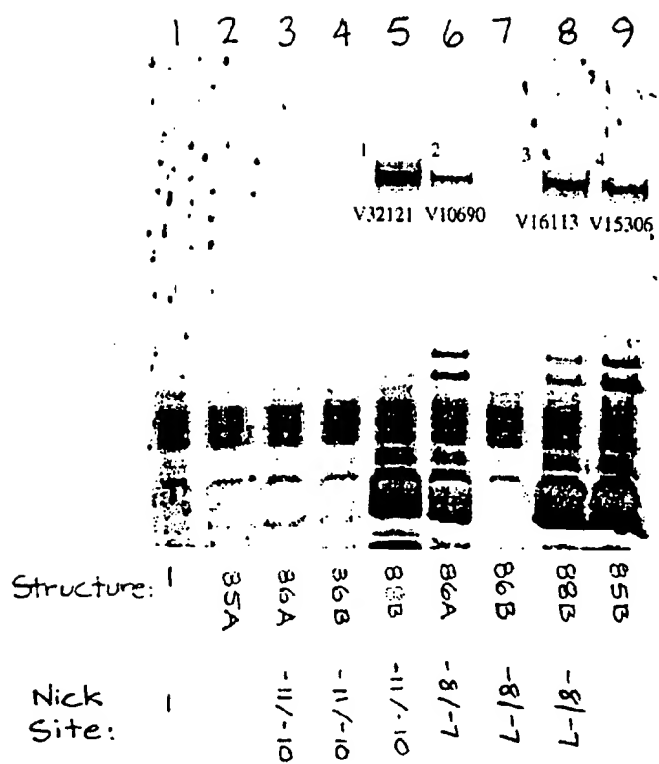 1 2 3 4 5 6 7 8 9
1 2 3 4
V32121 V10690 V16113 V15306
Structure: | 85A 86A 86B 88B 86A 86B 88B 85B
Nick | -11/-10 -11/-10 -11/-10 -8/-7 -8/-7 -8/-7
Site: